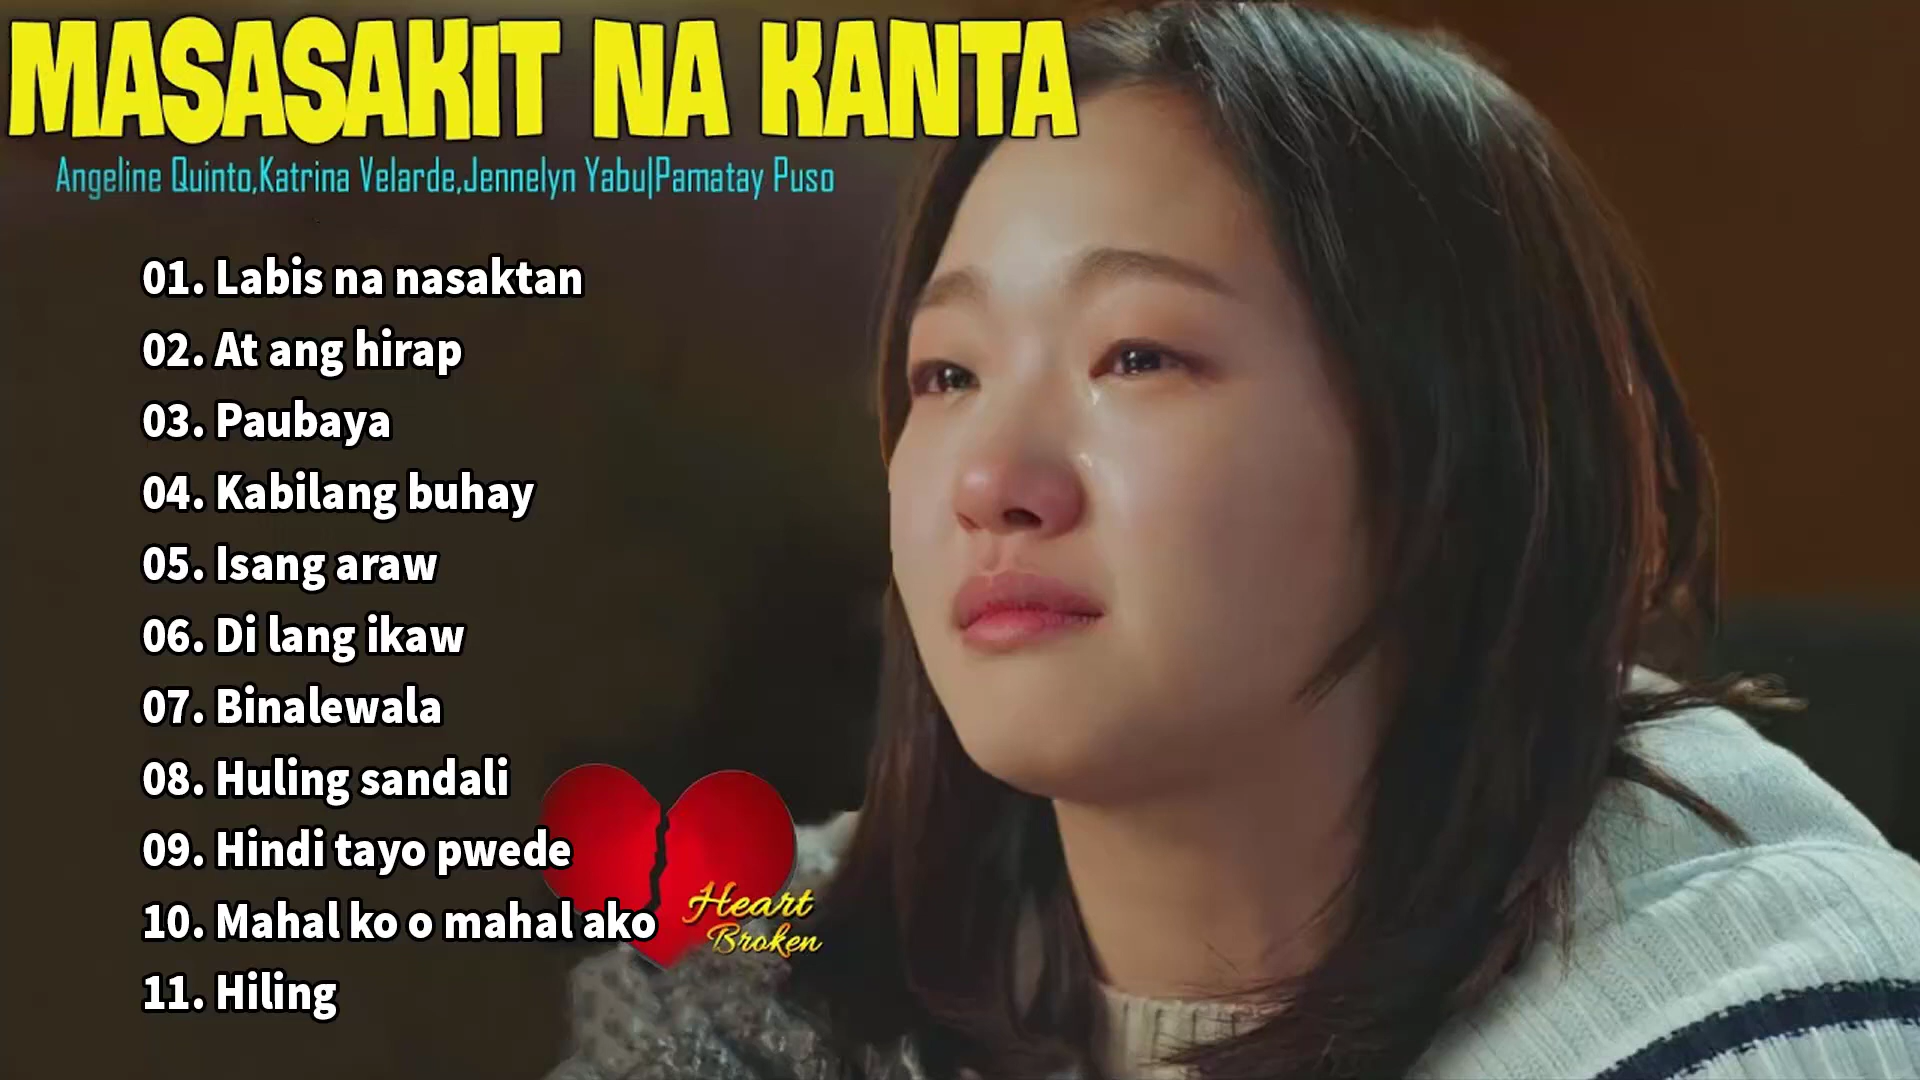 MASASAKIT NA KANTA
Angeline Quinto,Katrina Velarde,Jennelyn Yabu|Pamatay Puso
01. Labis na nasaktan
02. At ang hirap
03. Paubaya
04. Kabilang buhay
05. Isang araw
06. Di lang ikaw
07. Binalewala
08. Huling sandali
09. Hindi tayo pwede
10. Mahal ko o mahal ako
11. Hiling
Heart
Broken